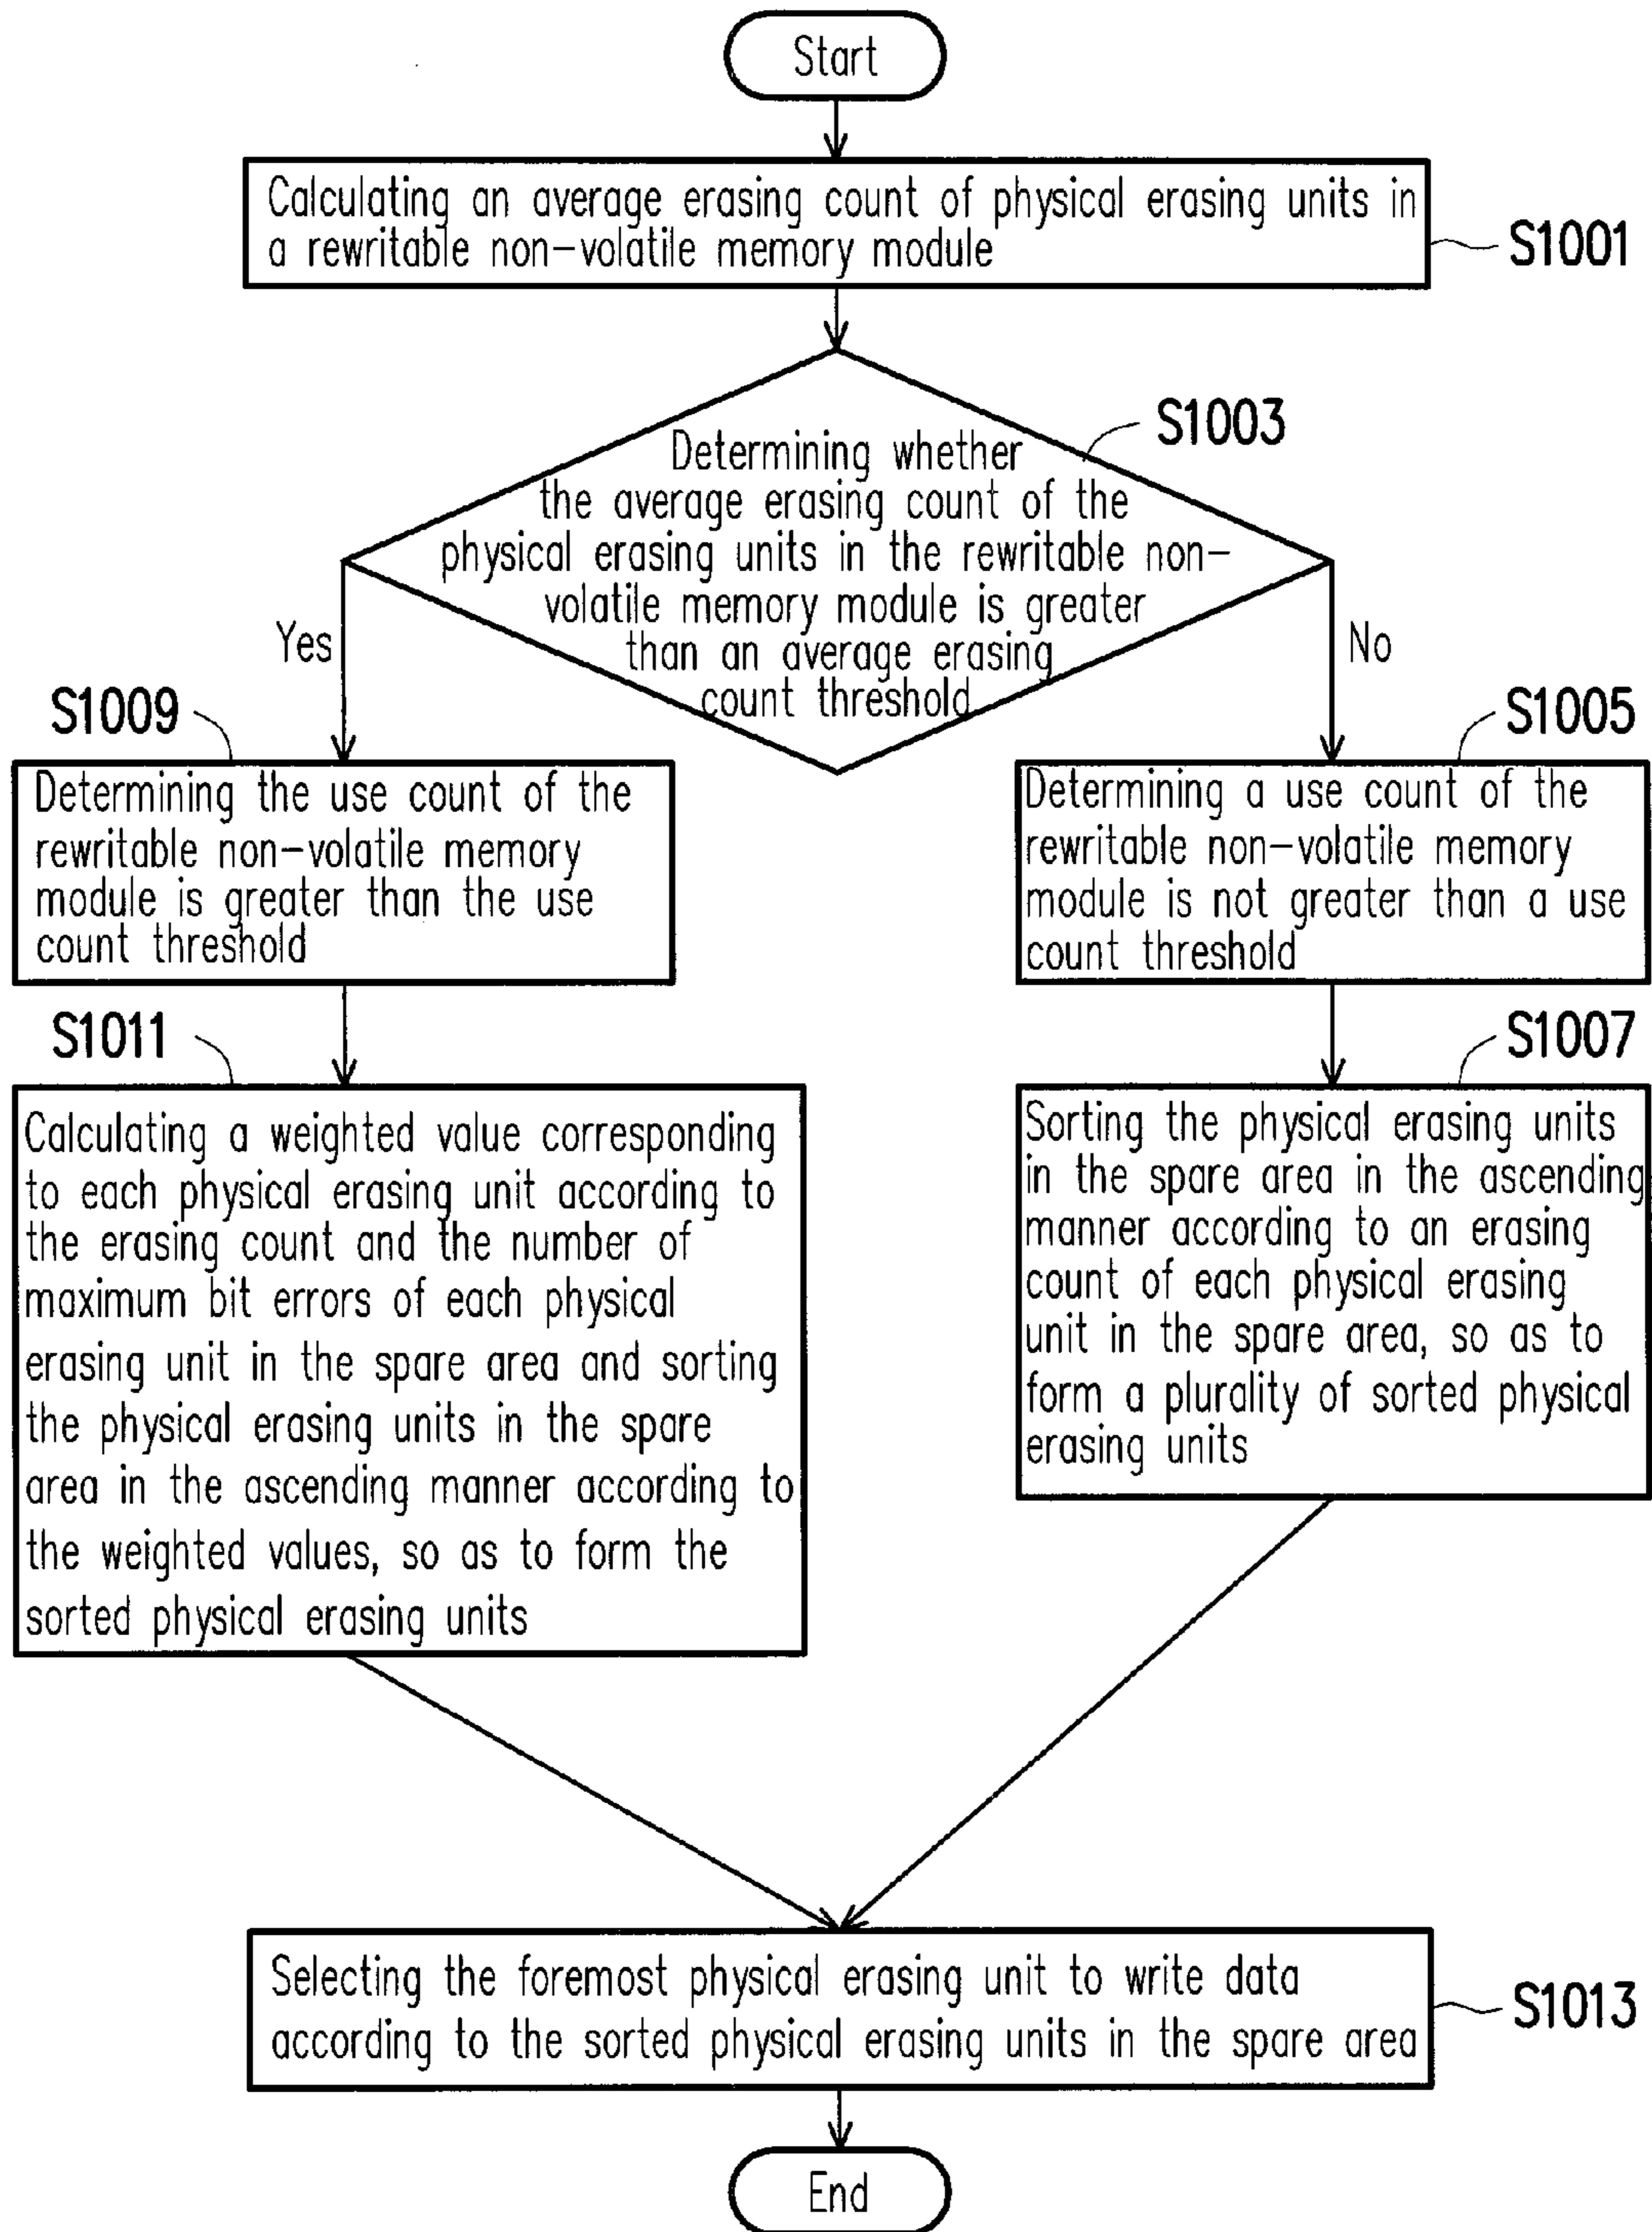 Start
Calculating an average erasing count of physical erasing units in
a rewritable non-volatile memory module
S1001
S1003
Determining whether
the average erasing count of the
physical erasing units in the rewritable non-
volatile memory module is greater
than an average erasing
count threshold
Yes
No
S1009
Determining the use count of the
rewritable non-volatile memory
module is greater than the use
count threshold
S1005
Determining a use count of the
rewritable non-volatile memory
module is not greater than a use
count threshold
S1011
Calculating a weighted value corresponding
to each physical erasing unit according to
the erasing count and the number of
maximum bit errors of each physical
erasing unit in the spare area and sorting
the physical erasing units in the spare
area in the ascending manner according to
the weighted values, so as to form the
sorted physical erasing units
S1007
Sorting the physical erasing units
in the spare area in the ascending
manner according to an erasing
count of each physical erasing
unit in the spare area, so as to
form a plurality of sorted physical
erasing units
Selecting the foremost physical erasing unit to write data
according to the sorted physical erasing units in the spare area
S1013
End